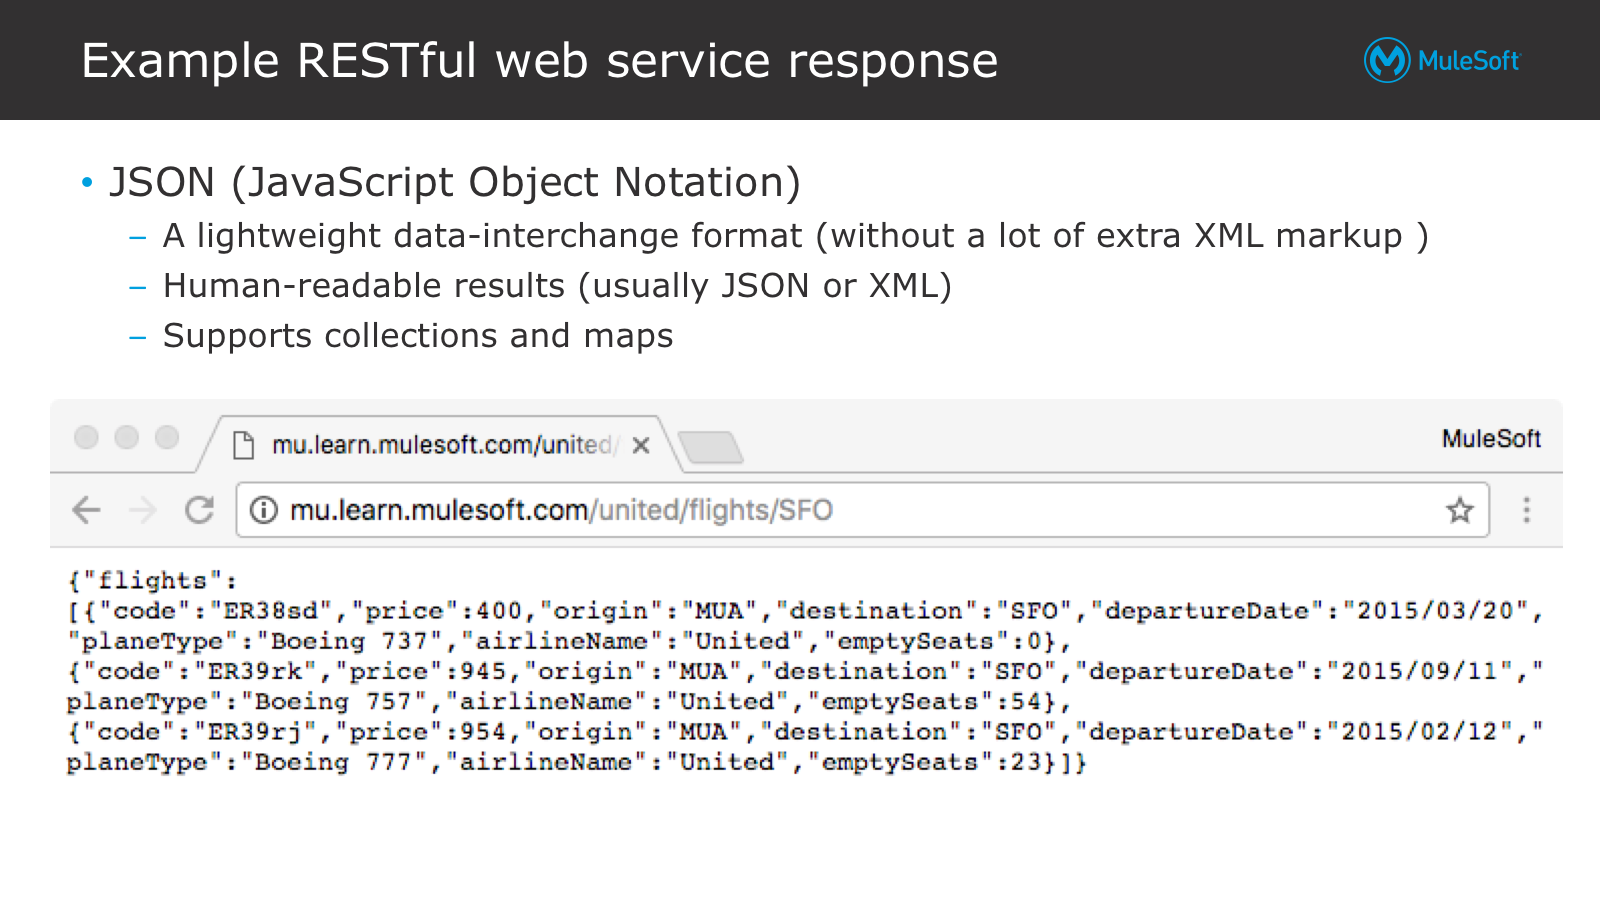 Example RESTful web service response
MuleSoft
• JSON (JavaScript Object Notation)
– A lightweight data-interchange format (without a lot of extra XML markup )
– Human-readable results (usually JSON or XML)
– Supports collections and maps
mu.learn.mulesoft.com/united/
MuleSoft
mu.learn.mulesoft.com/united/flights/SFO
{"flights":
[{"code":"ER38sd","price":400,"origin":"MUA","destination":"SFO","departureDate":"2015/03/20",
"planeType":"Boeing 737","airlineName":"United","emptySeats":0},
{"code":"ER39rk","price":945,"origin":"MUA","destination":"SFO","departureDate":"2015/09/11","
planeType":"Boeing 757","airlineName":"United","emptySeats":54},
{"code":"ER39rj","price":954,"origin":"MUA","destination":"SFO","departureDate":"2015/02/12","
planeType":"Boeing 777","airlineName":"United","emptySeats":23}]}